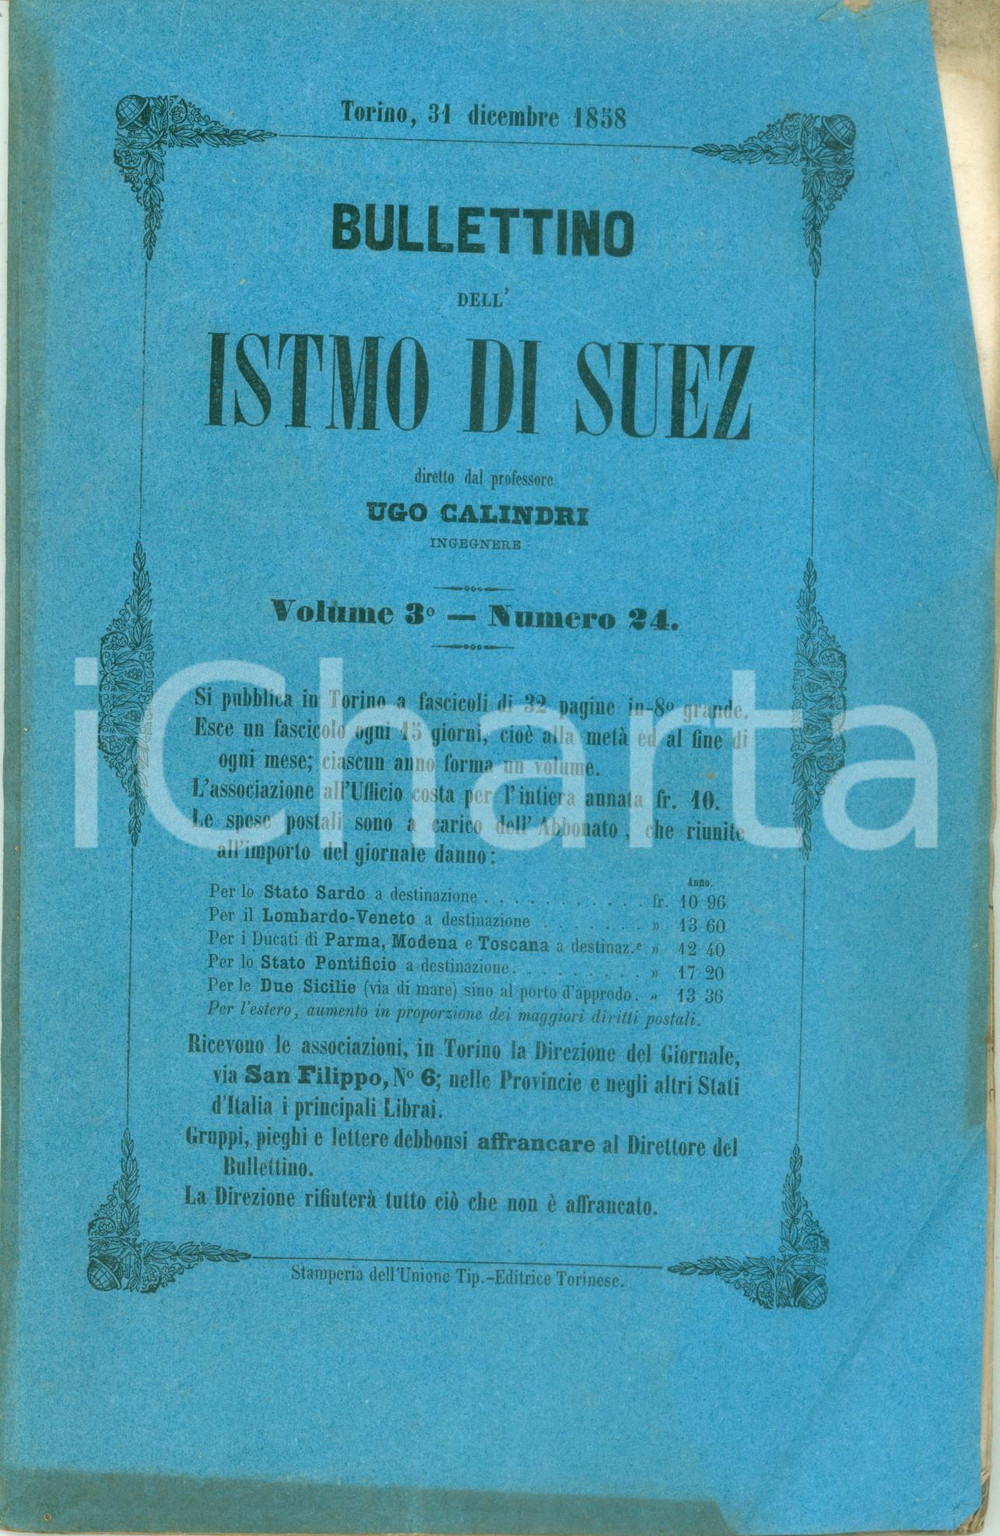 Torino, 31 dicembre 1858
BULLETTINO
DELL'
ISTMO DI SUEZ
diretto dal professore
UGO CALINDRI
INGEGNERE
Volume 3º — Numero 24.
Si pubblica in Torino a fascicoli di 32 pagine in-8º grande.
Esce un fascicolo ogni 15 giorni, cioè alla metà ed al fine di
ogni mese; ciascun anno forma un volume.
L'associazione all'Ufficio costa per l'intiera annata fr. 10.
Le spese postali sono a carico dell'Abbonato, che riunite
all'importo del giornale danno:
Anno.
Per lo Stato Sardo a destinazione . . . . . . . . . . . fr. 10 96
Per il Lombardo-Veneto a destinazione . . . . . . . » 13 60
Per i Ducati di Parma, Modena e Toscana a destinaz.e » 12 40
Per lo Stato Pontificio a destinazione. . . . . . . . . » 17 20
Per le Due Sicilie (via di mare) sino al porto d'approdo. » 13 36
Per l'estero, aumento in proporzione dei maggiori diritti postali.
Ricevono le associazioni, in Torino la Direzione del Giornale,
via San Filippo, Nº 6; nelle Provincie e negli altri Stati
d'Italia i principali Librai.
Gruppi, pieghi e lettere debbonsi affrancare al Direttore del
Bullettino.
La Direzione rifiuterà tutto ciò che non è affrancato.
Stamperia dell'Unione Tip.-Editrice Torinese.
iCharta